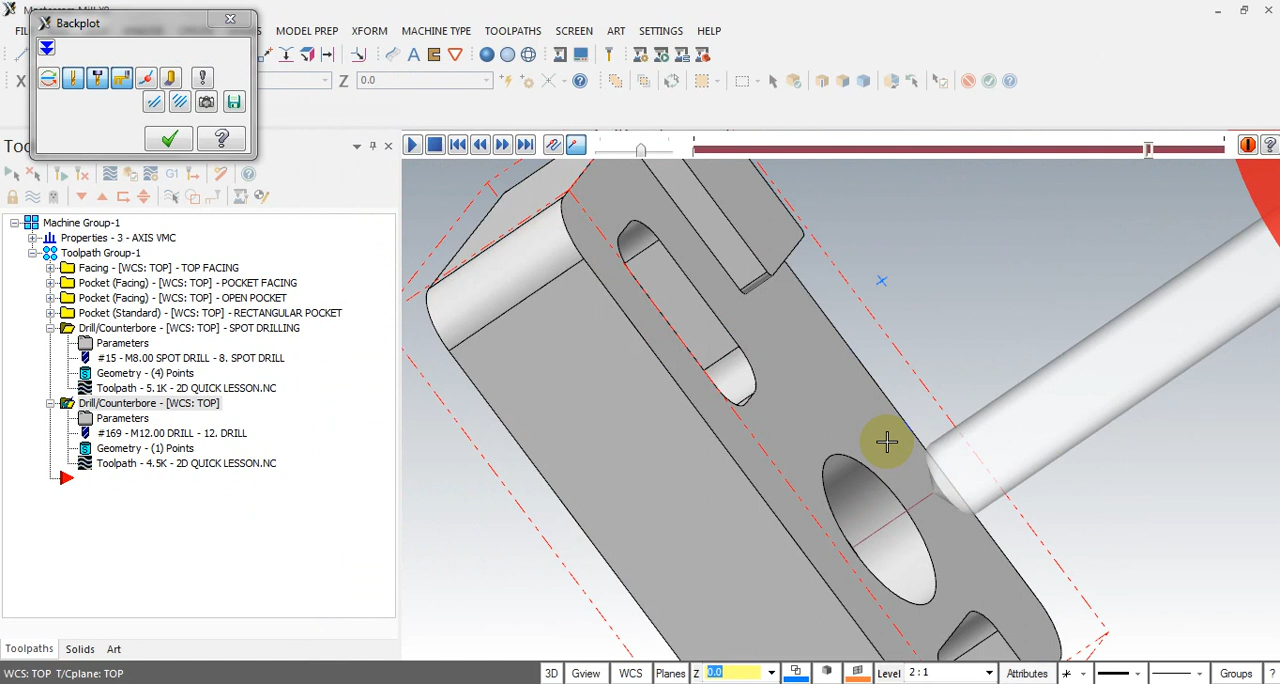 Backplot
MODEL PREP XFORM MACHINE TYPE TOOLPATHS SCREEN ART VIEW SETTINGS HELP
X Z 0.0
Machine Group-1
Properties - 3 - AXIS VMC
Toolpath Group-1
Facing - [WCS: TOP] - TOP FACING
Pocket (Facing) - [WCS: TOP] - POCKET FACING
Pocket (Facing) - [WCS: TOP] - OPEN POCKET
Pocket (Standard) - [WCS: TOP] - RECTANGULAR POCKET
Drill/Counterbore - [WCS: TOP] - SPOT DRILLING
Parameters
#15 - M8.00 SPOT DRILL - 8. SPOT DRILL
Geometry - (4) Points
Toolpath - 5.1K - 2D QUICK LESSON.NC
Drill/Counterbore - [WCS: TOP]
Parameters
#169 - M12.00 DRILL - 12. DRILL
Geometry - (1) Points
Toolpath - 4.5K - 2D QUICK LESSON.NC
Toolpaths Solids Art
WCS: TOP T/Cplane: TOP 3D Gview WCS Planes Z 0.0 Level 2 : 1 Attributes Groups ?